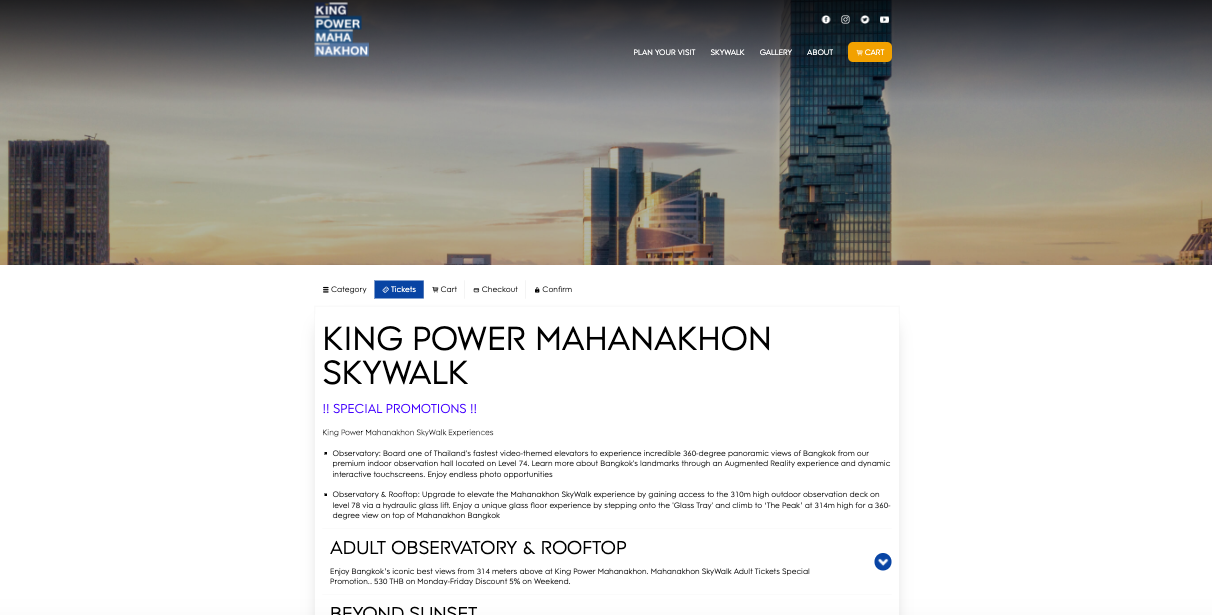 KING
POWER
MAHA
NAKHON
PLAN YOUR VISIT
SKYWALK
GALLERY
ABOUT
CART
Category
Tickets
Cart
Checkout
Confirm
KING POWER MAHANAKHON
SKYWALK
!! SPECIAL PROMOTIONS !!
King Power Mahanakhon SkyWalk Experiences
Observatory: Board one of Thailand's fastest video-themed elevators to experience incredible 360-degree panoramic views of Bangkok from our
premium indoor observation hall located on Level 74. Learn more about Bangkok's landmarks through an Augmented Reality experience and dynamic
interactive touchscreens. Enjoy endless photo opportunities
Observatory & Rooftop: Upgrade to elevate the Mahanakhon SkyWalk experience by gaining access to the 310m high outdoor observation deck on
level 78 via a hydraulic glass lift. Enjoy a unique glass floor experience by stepping onto the 'Glass Tray' and climb to 'The Peak' at 314m high for a 360-
degree view on top of Mahanakhon Bangkok
ADULT OBSERVATORY & ROOFTOP
Enjoy Bangkok's iconic best views from 314 meters above at King Power Mahanakhon. Mahanakhon SkyWalk Adult Tickets Special
Promotion.. 530 THB on Monday-Friday Discount 5% on Weekend.
BEYOND SUNSET